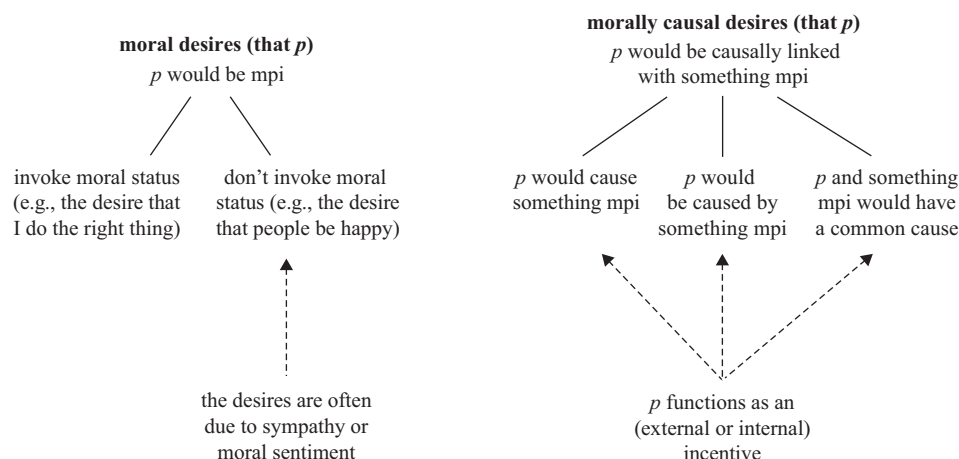 moral desires (that p)
p would be mpi
invoke moral status
(e.g., the desire that
I do the right thing)
don’t invoke moral
status (e.g., the desire
that people be happy)
the desires are often
due to sympathy or
moral sentiment
morally causal desires (that p)
p would be causally linked
with something mpi
p would cause
something mpi
p would
be caused by
something mpi
p and something
mpi would have
a common cause
p functions as an
(external or internal)
incentive